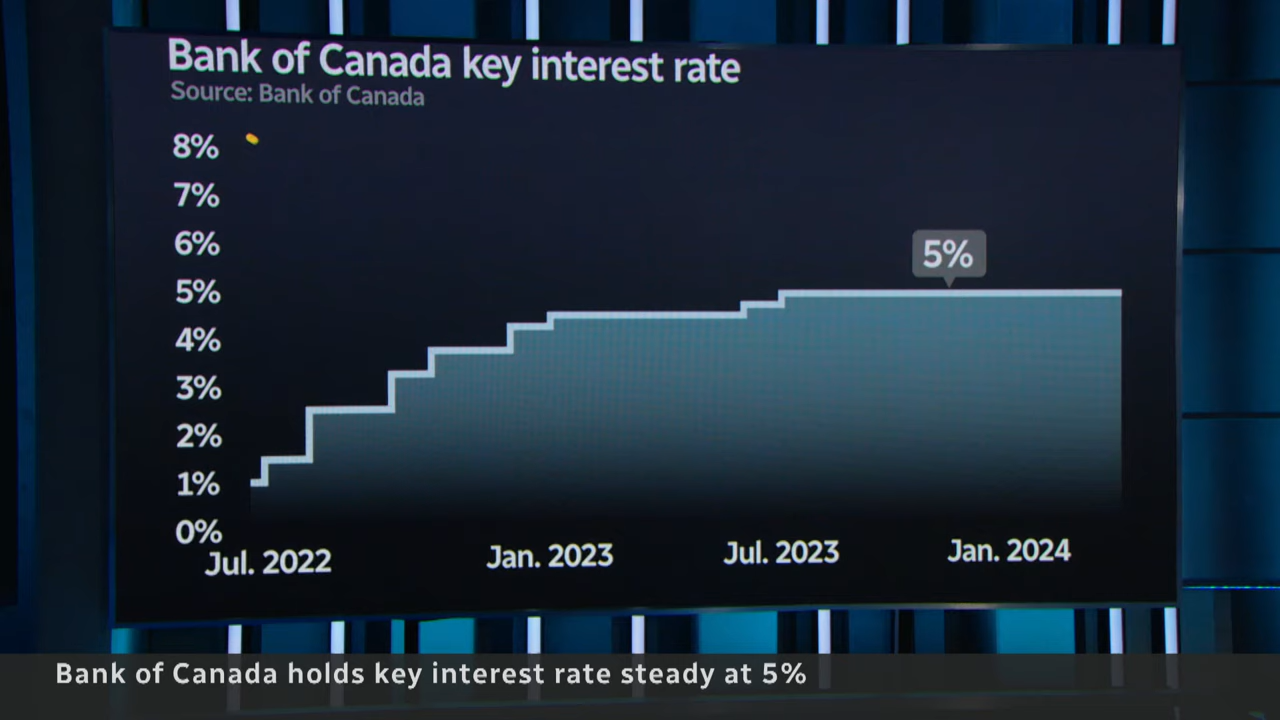 Bank of Canada key interest rate
Source: Bank of Canada
8%
7%
6%
5%
5%
4%
3%
2%
1%
0%
Jul. 2022 Jan. 2023 Jul. 2023 Jan. 2024
Bank of Canada holds key interest rate steady at 5%